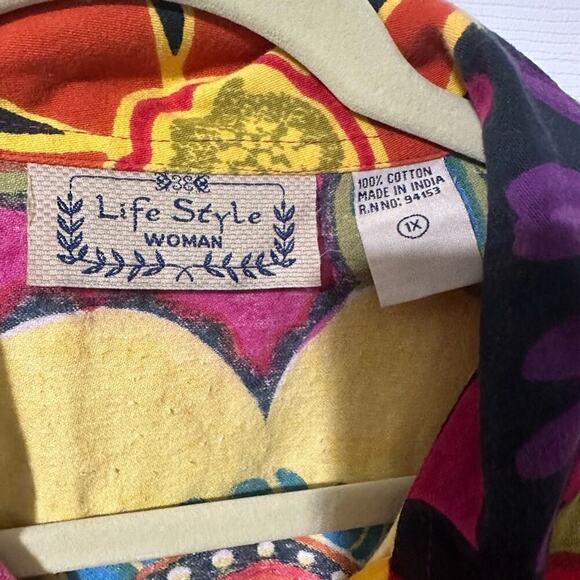 Life Style
WOMAN
100% COTTON
MADE IN INDIA
R.N NO: 94153
1X